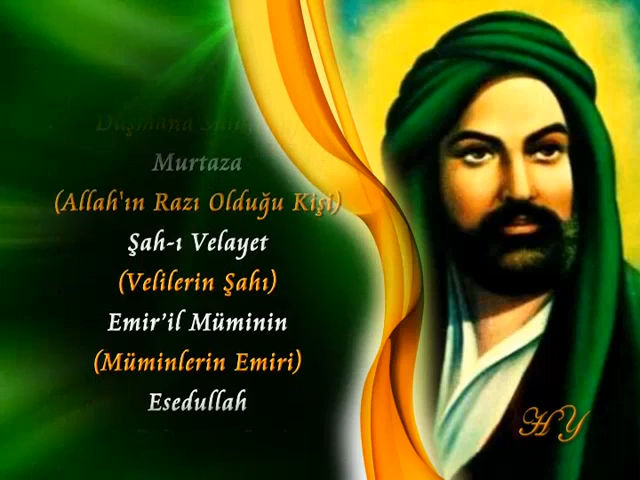 Murtaza
(Allah'ın Razı Olduğu Kişi)
Şah-ı Velayet
(Velilerin Şahı)
Emir'il Müminin
(Müminlerin Emiri)
Esedullah
HY